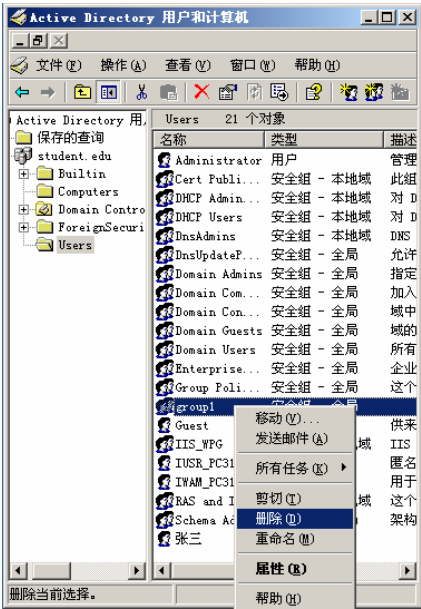 Active Directory 用户和计算机
文件(F) 操作(A) 查看(V) 窗口(W) 帮助(H)
Active Directory 用户
保存的查询
student.edu
Builtin
Computers
Domain Contro
ForeignSecuri
Users
Users 21 个对象
名称 类型 描述
Administrator 用户 管理
Cert Publi... 安全组 - 本地域 此组
DHCP Admin... 安全组 - 本地域 对 D
DHCP Users 安全组 - 本地域 对 D
DnsAdmins 安全组 - 本地域 DNS
DnsUpdateP... 安全组 - 全局 允许
Domain Admins 安全组 - 全局 指定
Domain Com... 安全组 - 全局 加入
Domain Con... 安全组 - 全局 域中
Domain Guests 安全组 - 全局 域的
Domain Users 安全组 - 全局 所有
Enterprise... 安全组 - 全局 企业
Group Poli... 安全组 - 全局 这个
group1 安全组 - 全局
Guest 供来
IIS_WPG 域 IIS
IUSR_PC31 匿名
IWAM_PC31 用于
RAS and I 域 这个
Schema Ad 架构
张三
移动(V)...
发送邮件(A)
所有任务(K)
剪切(T)
删除(D)
重命名(M)
属性(R)
帮助(H)
删除当前选择。